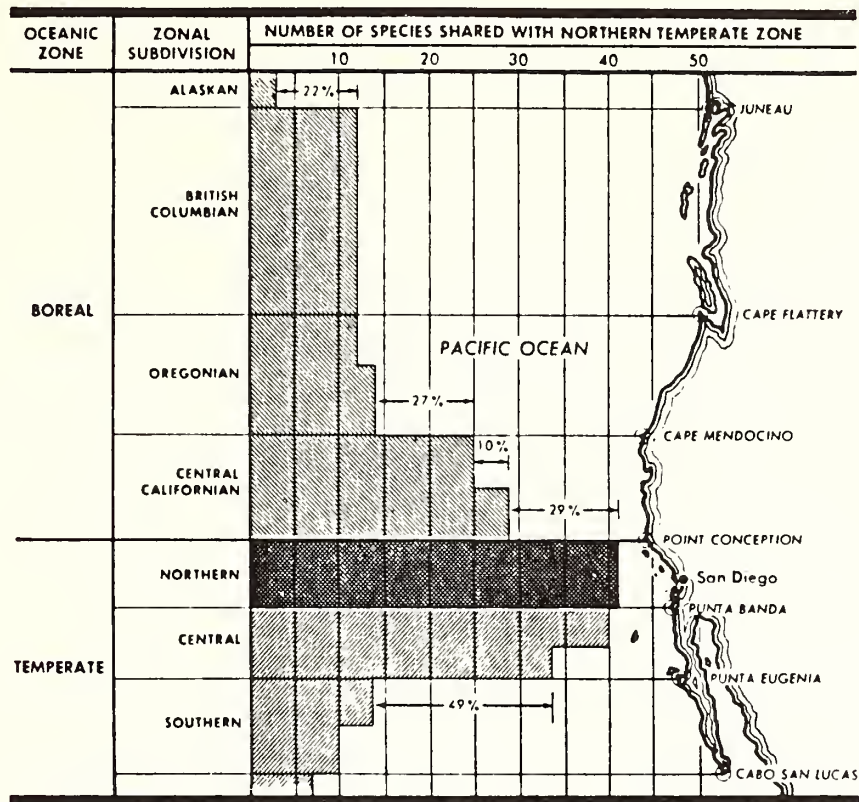 OCEANIC ZONE
ZONAL SUBDIVISION
NUMBER OF SPECIES SHARED WITH NORTHERN TEMPERATE ZONE
10 20 30 40 50
ALASKAN
22%
JUNEAU
BRITISH COLUMBIAN
BOREAL
CAPE FLATTERY
PACIFIC OCEAN
OREGONIAN
27%
CAPE MENDOCINO
10%
CENTRAL CALIFORNIAN
29%
POINT CONCEPTION
NORTHERN
San Diego
PUNTA BANDA
CENTRAL
TEMPERATE
PUNTA EUGENIA
SOUTHERN
49%
CABO SAN LUCAS